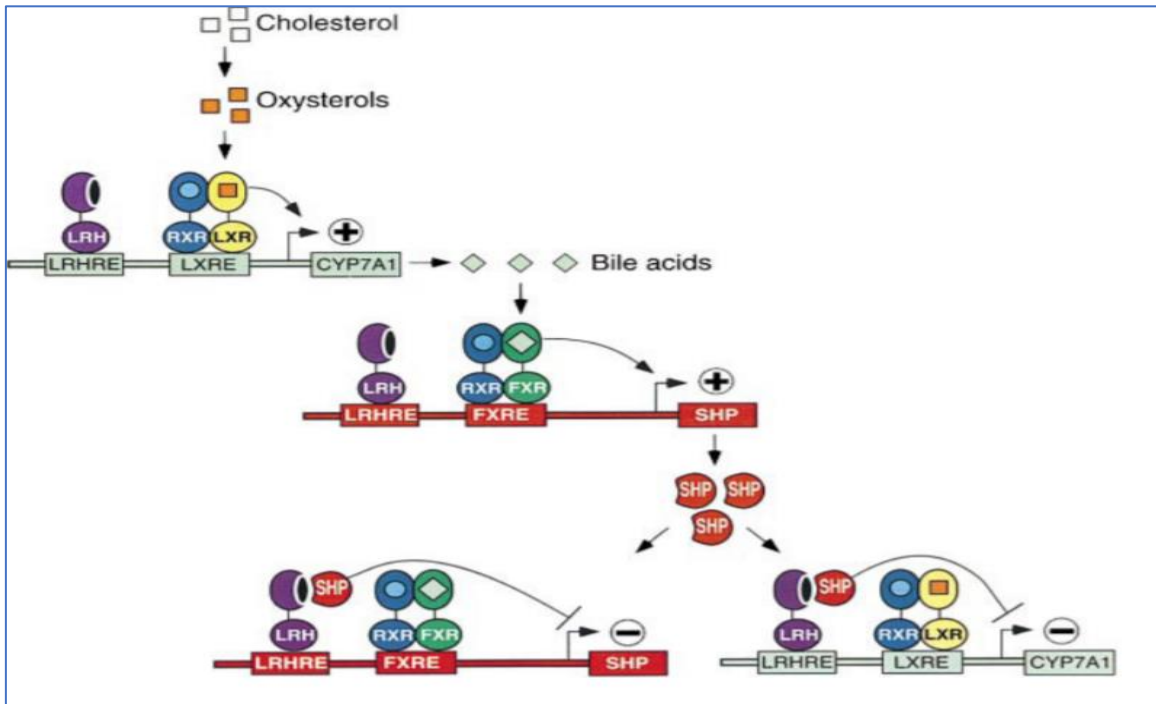 Cholesterol
Oxysterols
LRH RXR LXR
LRHRE LXRE CYP7A1 Bile acids
LRH RXR FXR
LRHRE FXRE SHP
SHP SHP
SHP
SHP
LRH RXR FXR
LRHRE FXRE SHP
SHP
LRH RXR LXR
LRHRE LXRE CYP7A1